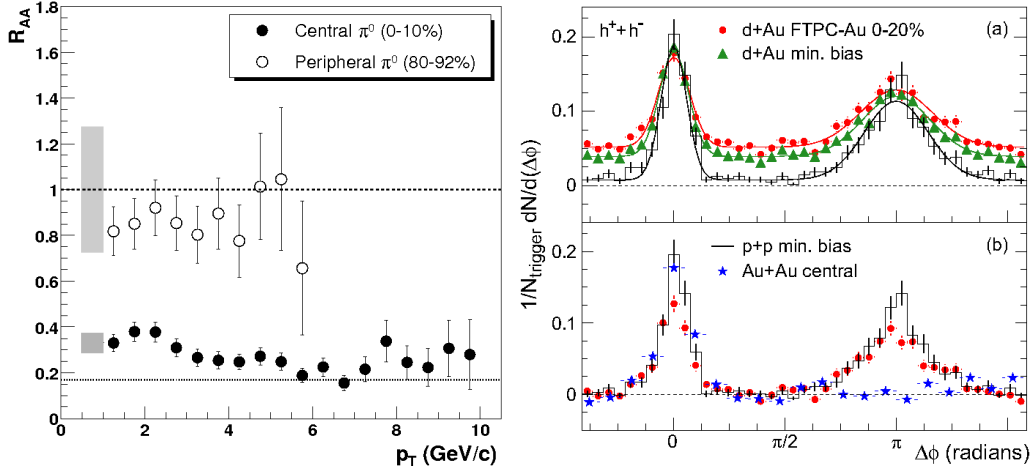 R_AA
1.8
1.6
1.4
1.2
1
0.8
0.6
0.4
0.2
0
Central π⁰ (0-10%)
Peripheral π⁰ (80-92%)
0 2 4 6 8 10
p_T (GeV/c)
1/N_trigger dN/d(Δϕ)
h⁺+h⁻
d+Au FTPC-Au 0-20%
d+Au min. bias
(a)
0.2
0.1
0
(b)
p+p min. bias
Au+Au central
0.2
0.1
0
0 π/2 π
Δϕ (radians)